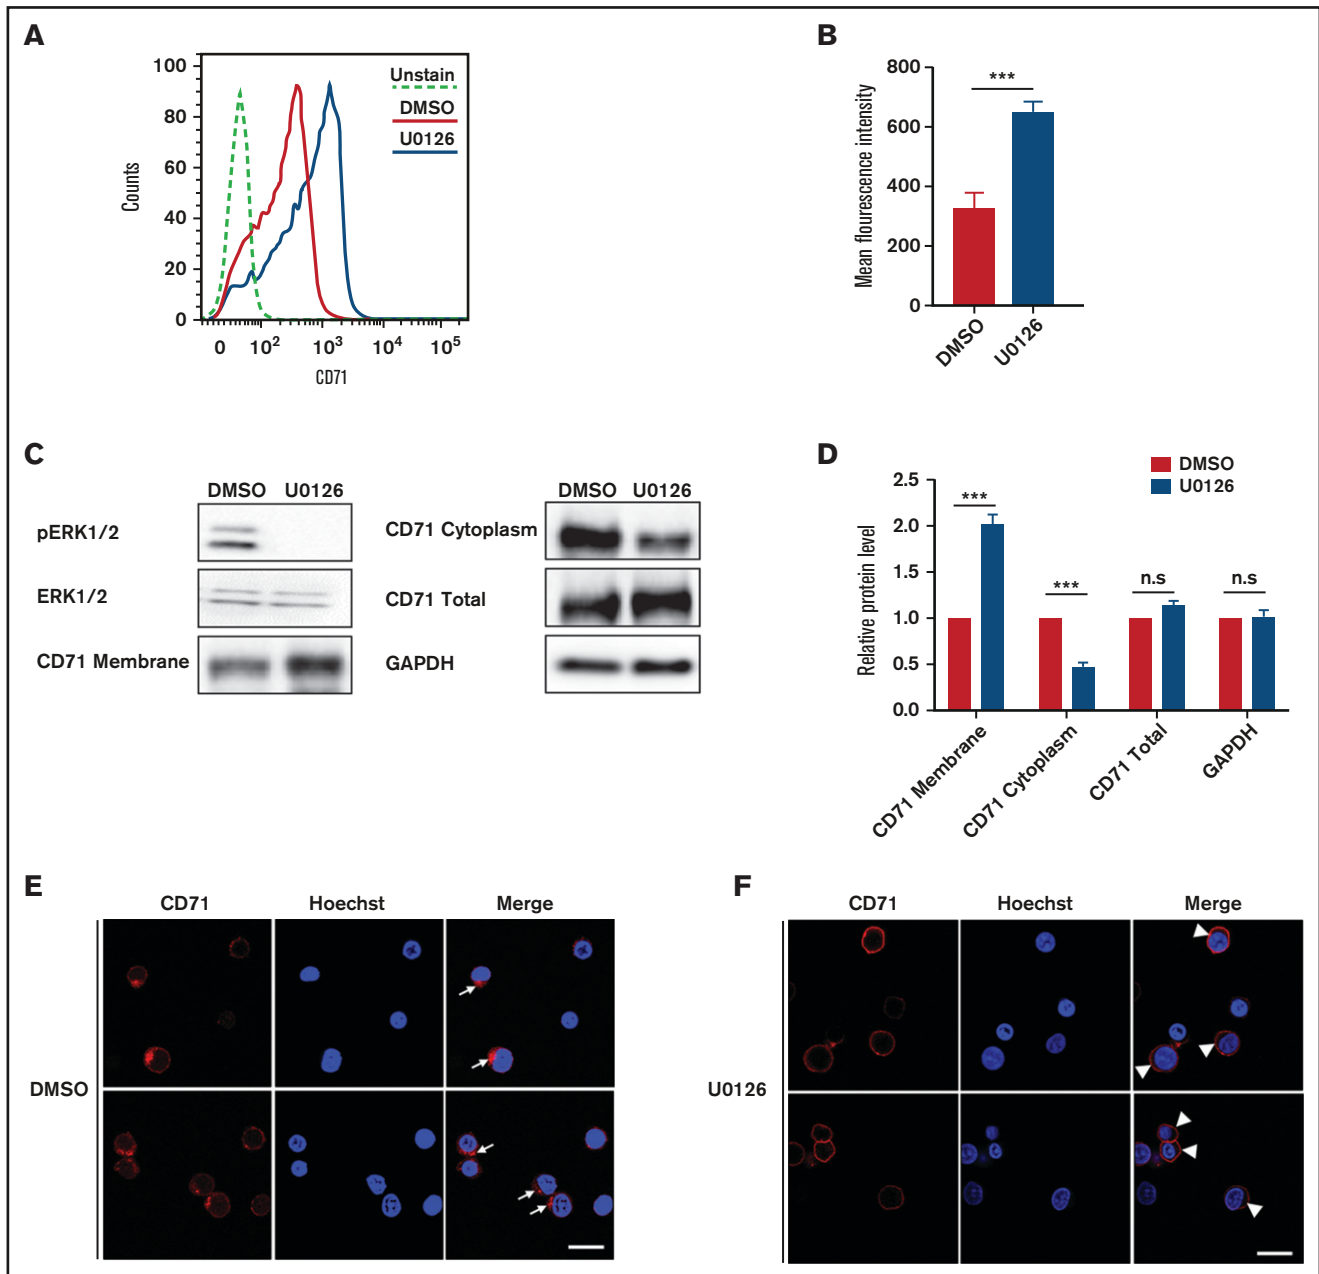 A
Unstain
DMSO
U0126
100
80
60
40
20
0
Counts
0 10² 10³ 10⁴ 10⁵
CD71
B
***
800
600
400
200
0
Mean flourescence intensity
DMSO
U0126
C
DMSO U0126
pERK1/2
ERK1/2
CD71 Membrane
DMSO U0126
CD71 Cytoplasm
CD71 Total
GAPDH
D
DMSO
U0126
2.5
2.0
1.5
1.0
0.5
0.0
Relative protein level
***
***
n.s
n.s
CD71 Membrane
CD71 Cytoplasm
CD71 Total
GAPDH
E
CD71 Hoechst Merge
DMSO
F
CD71 Hoechst Merge
U0126